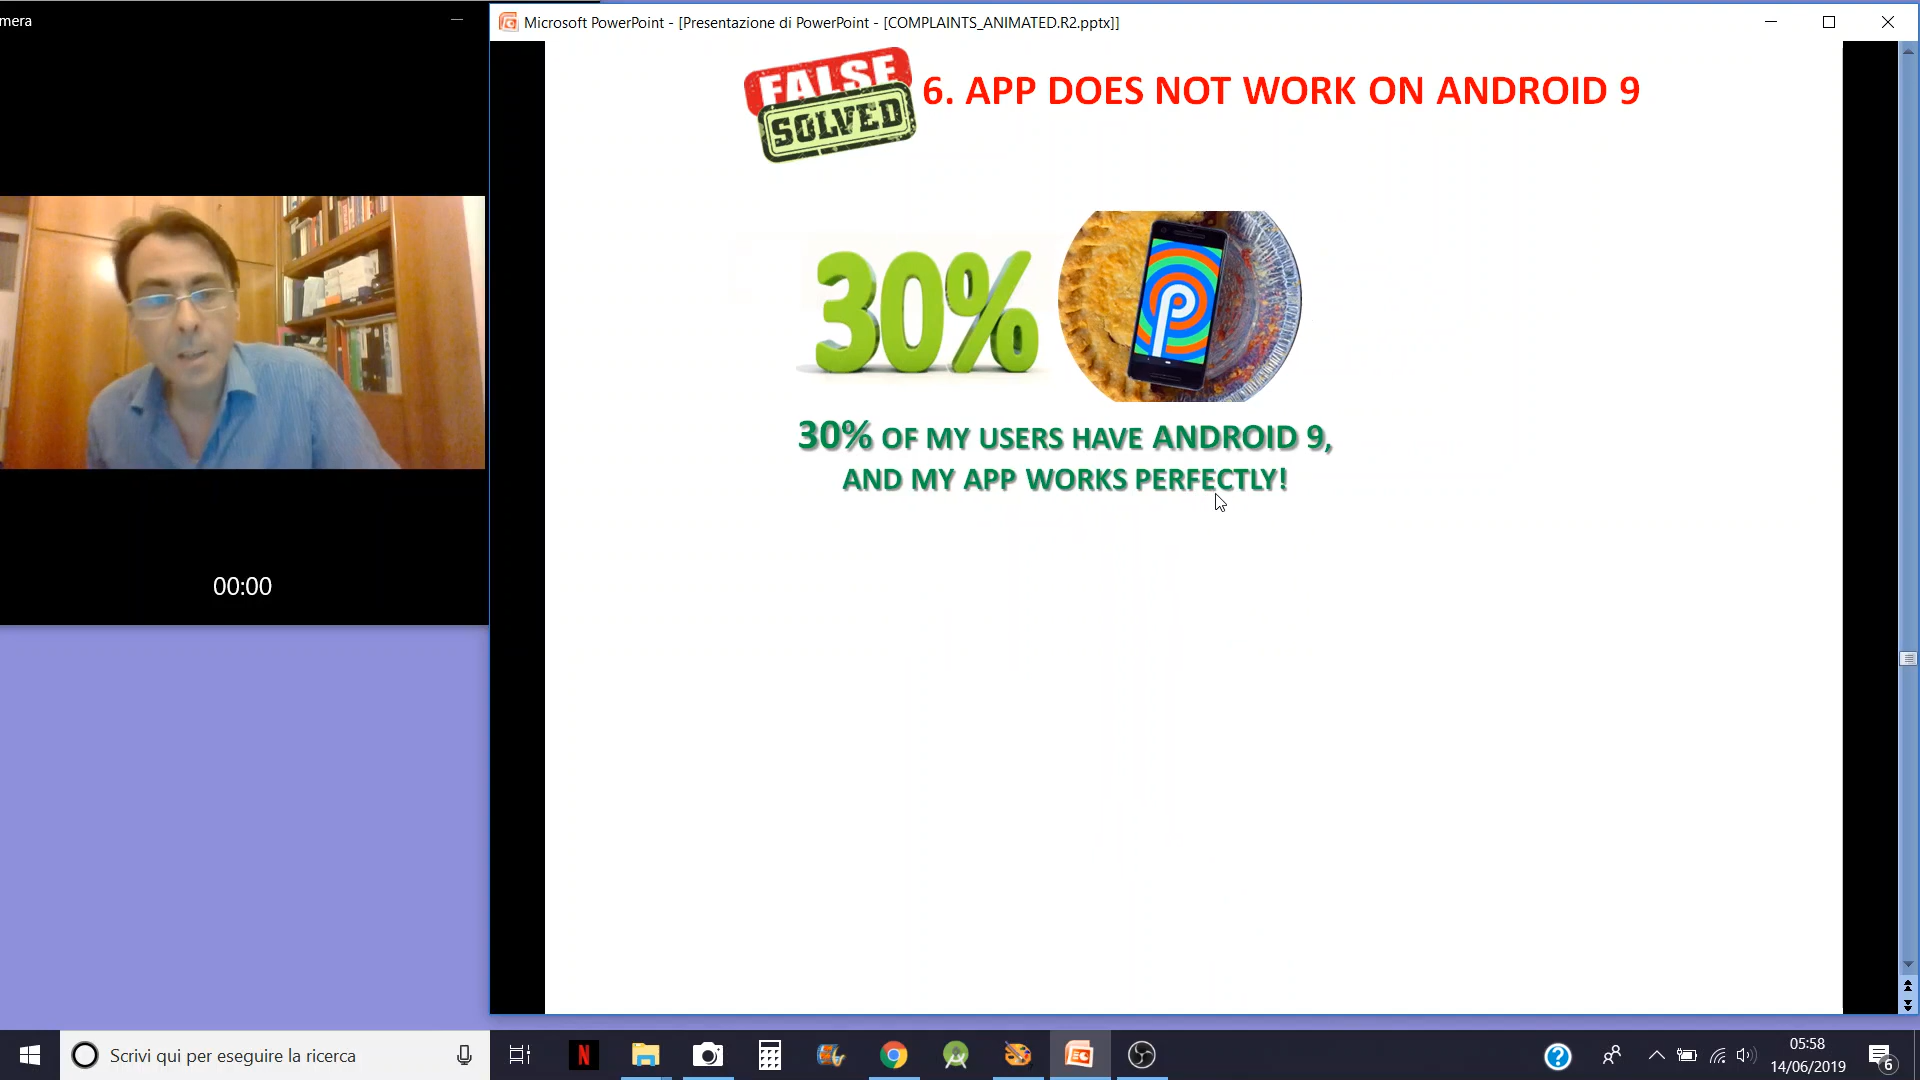 mera
Microsoft PowerPoint - [Presentazione di PowerPoint - [COMPLAINTS_ANIMATED.R2.pptx]]
FALSE
SOLVED
6. APP DOES NOT WORK ON ANDROID 9
30%
30% OF MY USERS HAVE ANDROID 9,
AND MY APP WORKS PERFECTLY!
00:00
Scrivi qui per eseguire la ricerca
N
05:58
14/06/2019
6